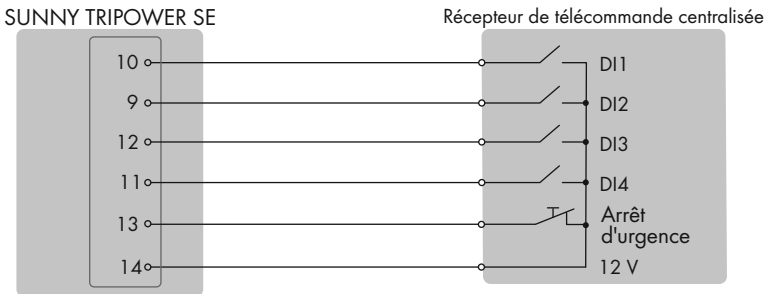 SUNNY TRIPOWER SE
Récepteur de télécommande centralisée
10
DI1
9
DI2
12
DI3
11
DI4
13
Arrêt
d'urgence
14
12 V